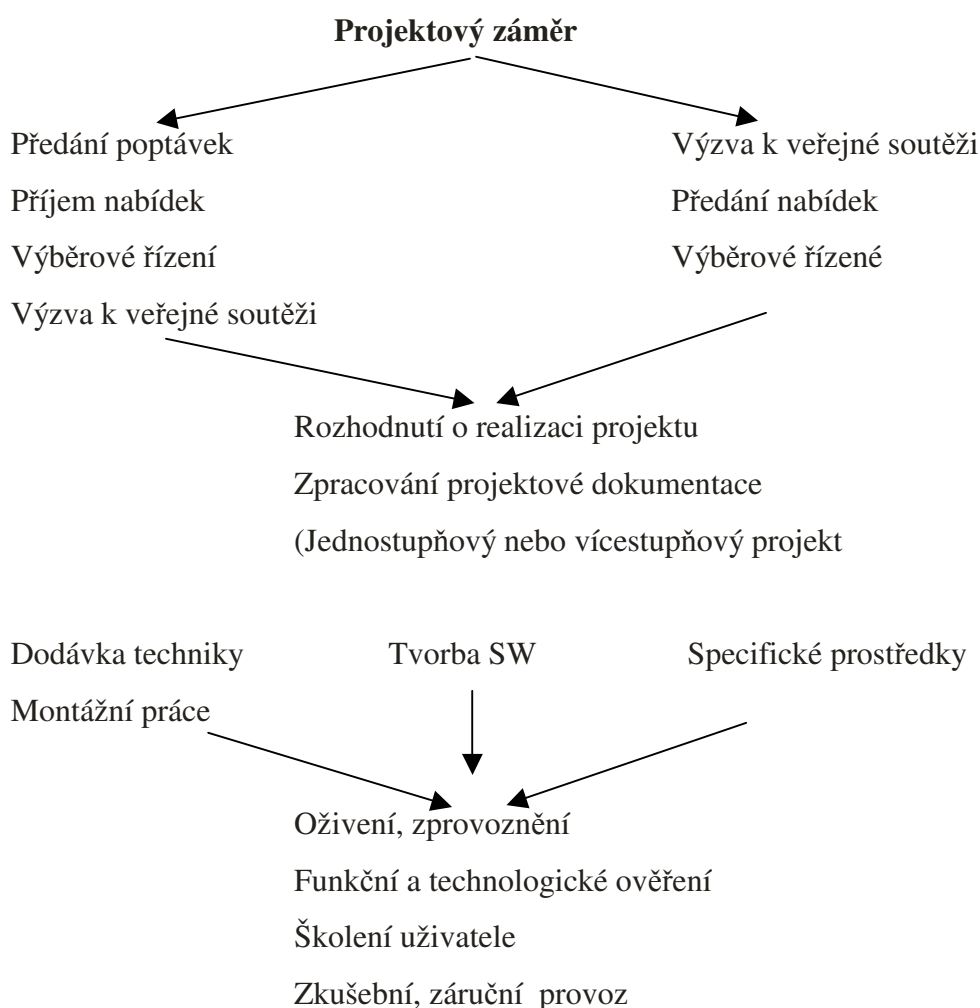 Projektový záměr
Předání poptávek
Příjem nabídek
Výběrové řízení
Výzva k veřejné soutěži
Výzva k veřejné soutěži
Předání nabídek
Výběrové řízené
Rozhodnutí o realizaci projektu
Zpracování projektové dokumentace
(Jednostupňový nebo vícestupňový projekt
Dodávka techniky
Montážní práce
Tvorba SW
Specifické prostředky
Oživení, zprovoznění
Funkční a technologické ověření
Školení uživatele
Zkušební, záruční provoz